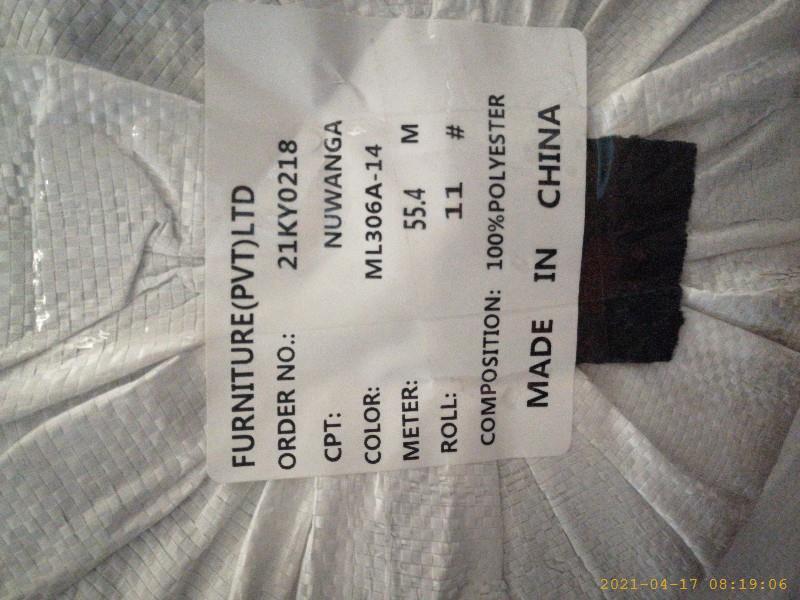 FURNITURE(PVT)LTD
ORDER NO.: 21KY0218
CPT: NUWANGA
COLOR: ML306A-14
METER: 55.4 M
ROLL: 11 #
COMPOSITION: 100%POLYESTER
MADE IN CHINA
2021-04-17 08:19:06